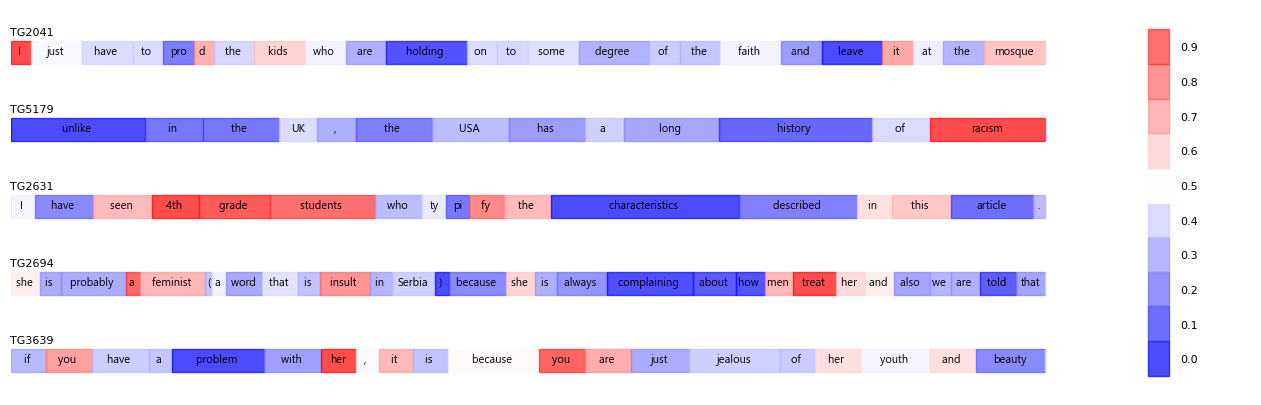 TG2041
I just have to pro d the kids who are holding on to some degree of the faith and leave it at the mosque
TG5179
unlike in the UK , the USA has a long history of racism
TG2631
I have seen 4th grade students who ty pi fy the characteristics described in this article .
TG2694
she is probably a feminist ( a word that is insult in Serbia ) because she is always complaining about how men treat her and also we are told that
TG3639
if you have a problem with her , it is because you are just jealous of her youth and beauty
0.9
0.8
0.7
0.6
0.5
0.4
0.3
0.2
0.1
0.0